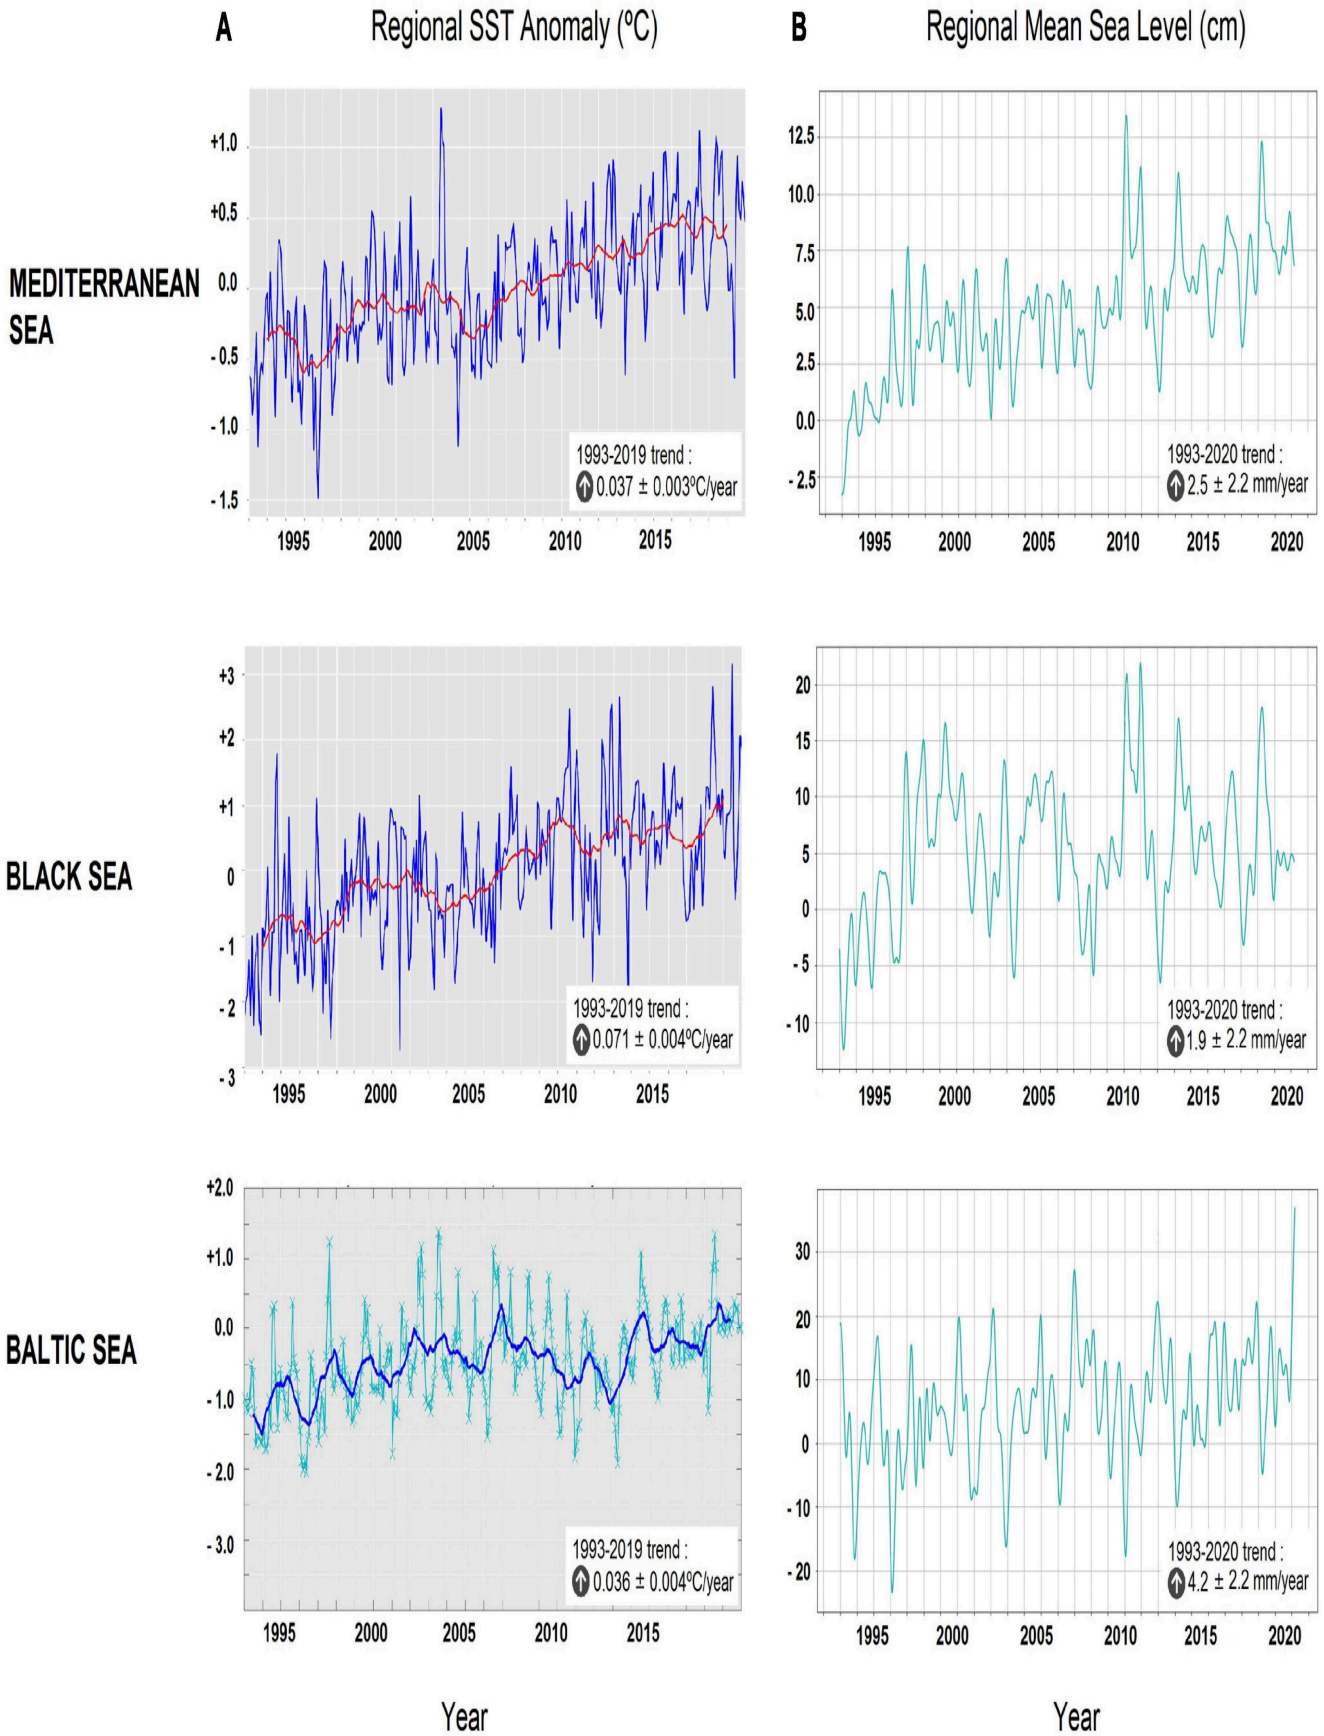 A Regional SST Anomaly (ºC)
B Regional Mean Sea Level (cm)
MEDITERRANEAN
SEA
+1.0
+0.5
0.0
- 0.5
- 1.0
- 1.5
1993-2019 trend :
0.037 ± 0.003ºC/year
1995 2000 2005 2010 2015
12.5
10.0
7.5
5.0
2.5
0.0
- 2.5
1993-2020 trend :
2.5 ± 2.2 mm/year
1995 2000 2005 2010 2015 2020
BLACK SEA
+3
+2
+1
0
- 1
- 2
- 3
1993-2019 trend :
0.071 ± 0.004ºC/year
1995 2000 2005 2010 2015
20
15
10
5
0
- 5
- 10
1993-2020 trend :
1.9 ± 2.2 mm/year
1995 2000 2005 2010 2015 2020
BALTIC SEA
+2.0
+1.0
0.0
- 1.0
- 2.0
- 3.0
1993-2019 trend :
0.036 ± 0.004ºC/year
1995 2000 2005 2010 2015
30
20
10
0
- 10
- 20
1993-2020 trend :
4.2 ± 2.2 mm/year
1995 2000 2005 2010 2015 2020
Year
Year